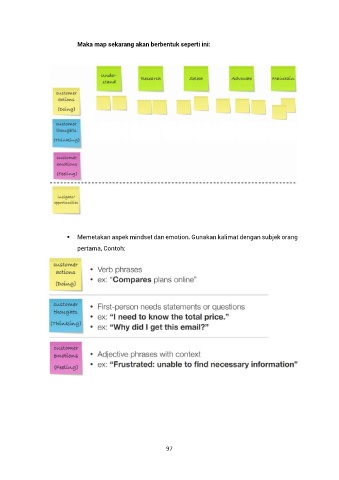 Maka map sekarang akan berbentuk seperti ini:
Under-
stand
Research
Select
Advocate
Maintain
customer
actions
(Doing)
customer
thoughts
(Thinking)
customer
emotions
(Feeling)
insights/
opportunities
• Memetakan aspek mindset dan emotion. Gunakan kalimat dengan subjek orang
pertama. Contoh:
customer
actions
(Doing)
• Verb phrases
• ex: "Compares plans online"
customer
thoughts
(Thinking)
• First-person needs statements or questions
• ex: "I need to know the total price."
• ex: "Why did I get this email?"
customer
emotions
(Feeling)
• Adjective phrases with context
• ex: "Frustrated: unable to find necessary information"
97